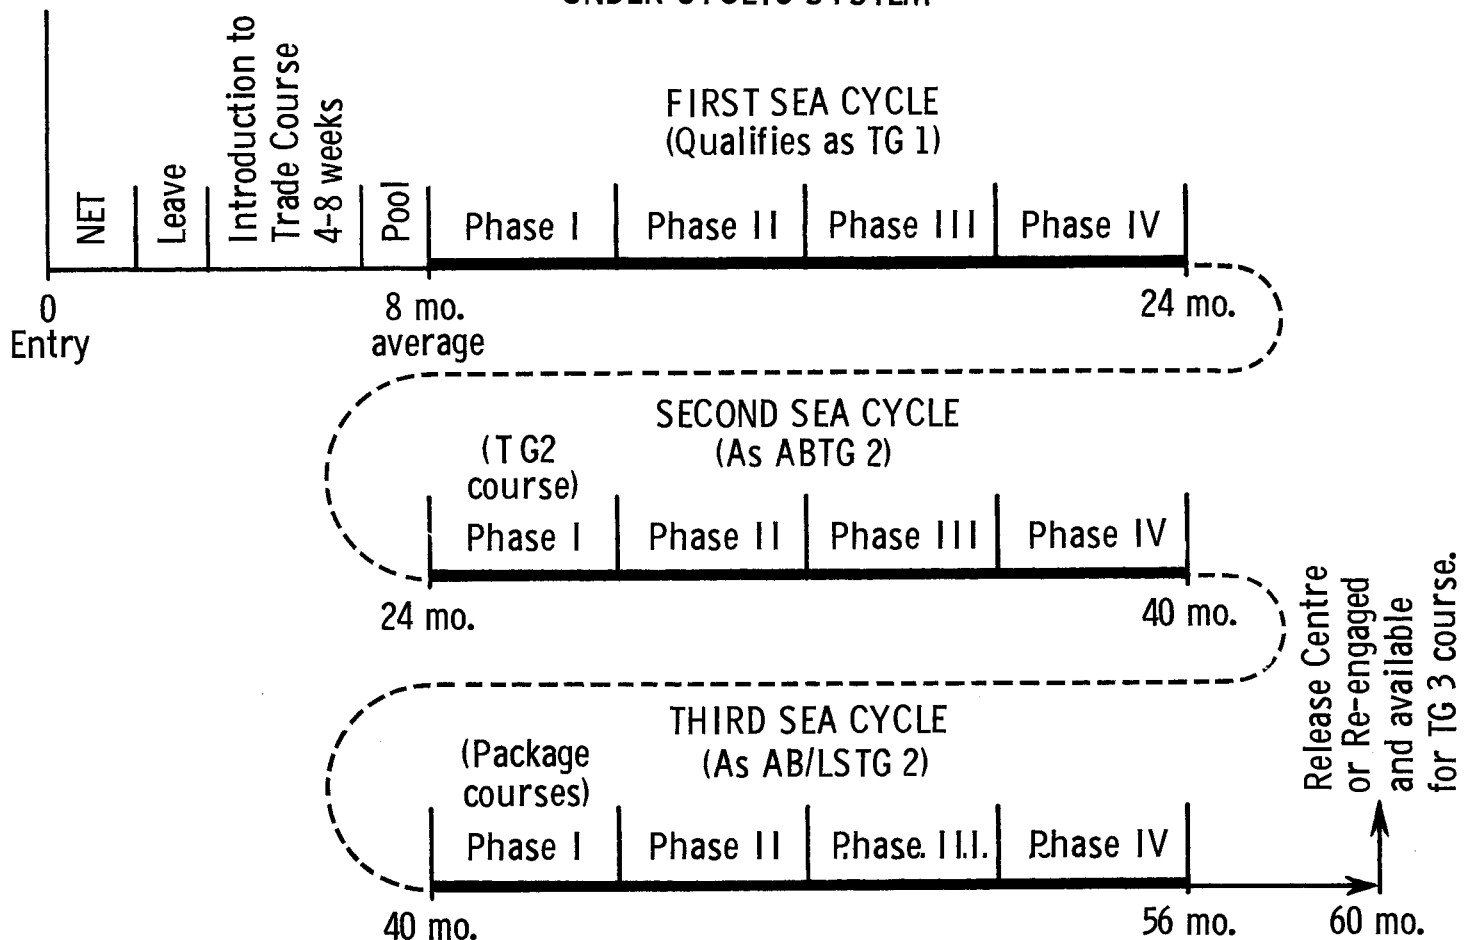 UNDER CYCLIC SYSTEM
NET
Leave
Introduction to
Trade Course
4-8 weeks
Pool
FIRST SEA CYCLE
(Qualifies as TG 1)
Phase I
Phase II
Phase III
Phase IV
0
Entry
8 mo.
average
24 mo.
SECOND SEA CYCLE
(As ABTG 2)
(TG2
course)
Phase I
Phase II
Phase III
Phase IV
24 mo.
40 mo.
THIRD SEA CYCLE
(As AB/LSTG 2)
(Package
courses)
Phase I
Phase II
Phase III
Phase IV
40 mo.
56 mo.
60 mo.
Release Centre
or Re-engaged
and available
for TG 3 course.